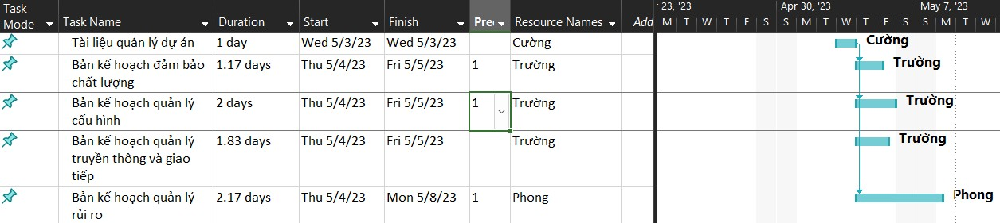 Task Mode Task Name Duration Start Finish Pre Resource Names Add
23, '23 Apr 30, '23 May 7, '23
M T W T F S S M T W T F S S M T W
Tài liệu quản lý dự án 1 day Wed 5/3/23 Wed 5/3/23 Cường Cường
Bản kế hoạch đảm bảo 1.17 days Thu 5/4/23 Fri 5/5/23 1 Trường Trường
chất lượng
Bản kế hoạch quản lý 2 days Thu 5/4/23 Fri 5/5/23 1 Trường Trường
cấu hình
Bản kế hoạch quản lý 1.83 days Thu 5/4/23 Fri 5/5/23 Trường Trường
truyền thông và giao
tiếp
Bản kế hoạch quản lý 2.17 days Thu 5/4/23 Mon 5/8/23 1 Phong Phong
rủi ro